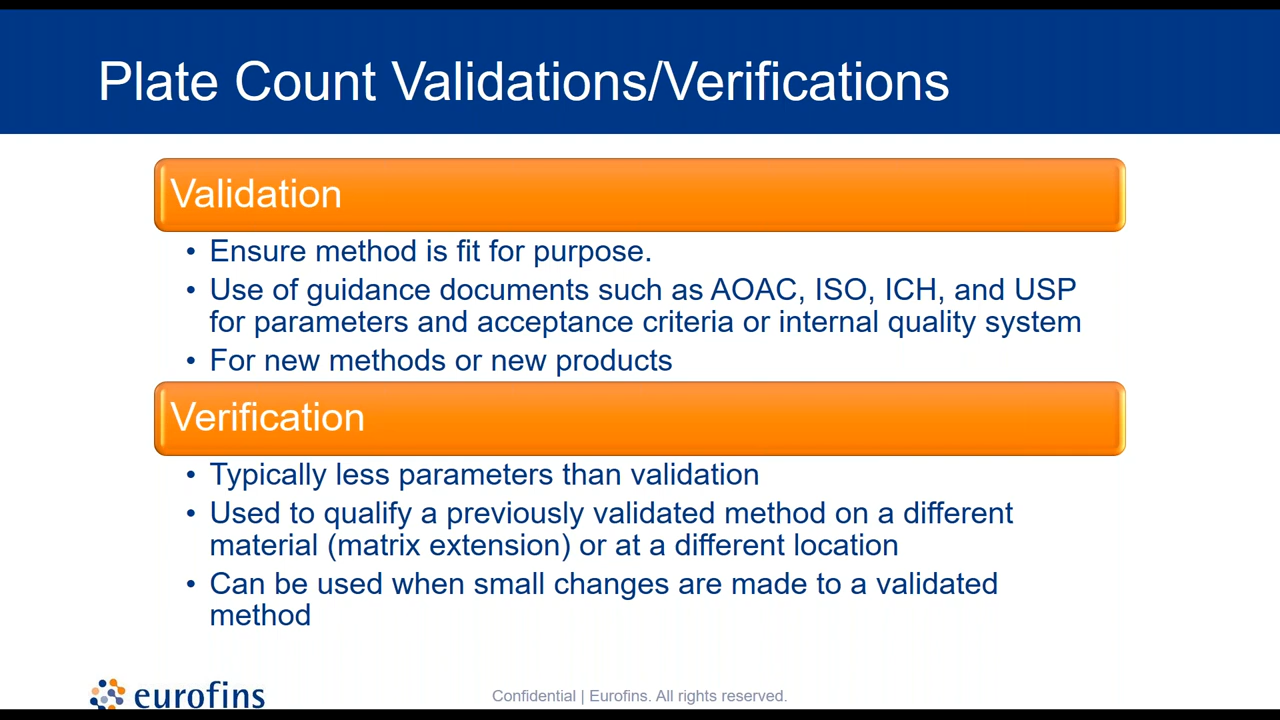 Plate Count Validations/Verifications
Validation
• Ensure method is fit for purpose.
• Use of guidance documents such as AOAC, ISO, ICH, and USP
for parameters and acceptance criteria or internal quality system
• For new methods or new products
Verification
• Typically less parameters than validation
• Used to qualify a previously validated method on a different
material (matrix extension) or at a different location
• Can be used when small changes are made to a validated
method
eurofins
Confidential | Eurofins. All rights reserved.